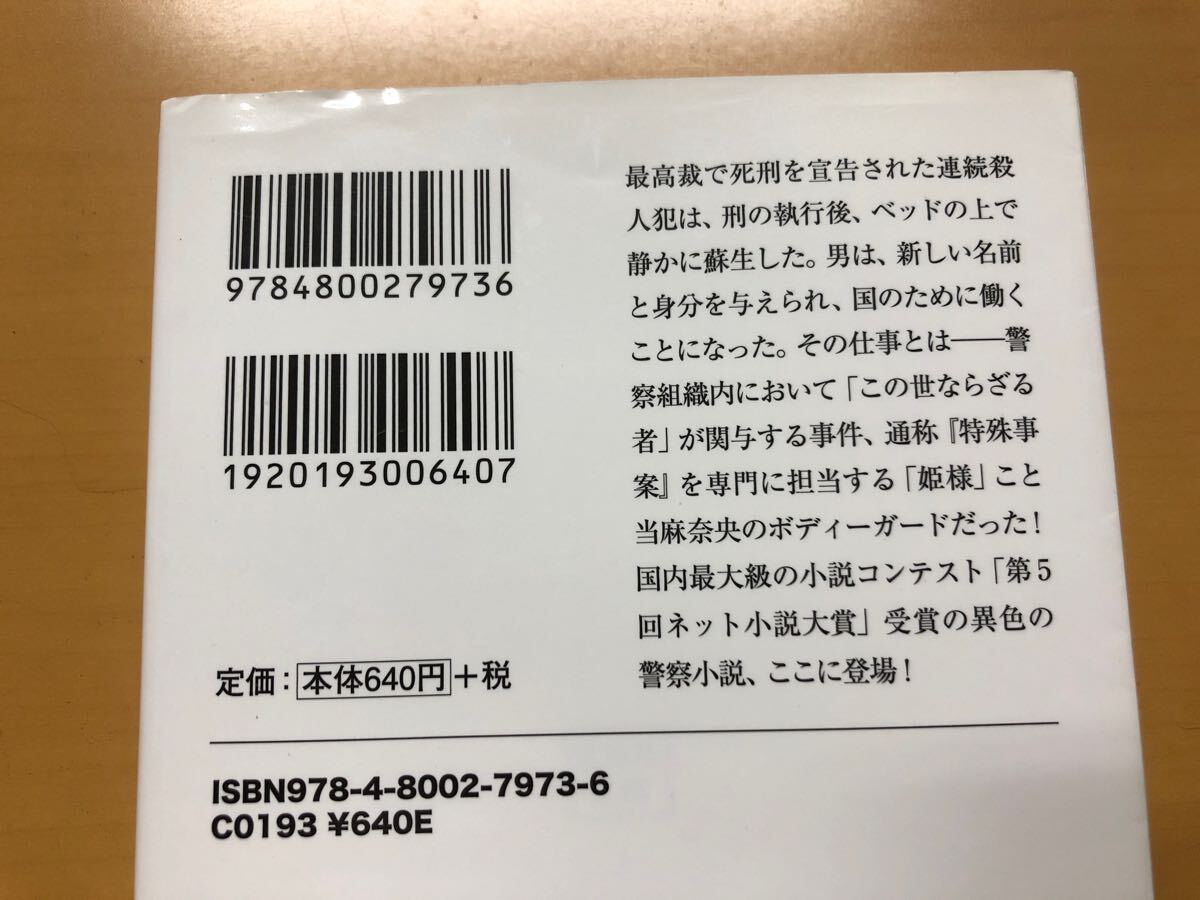 9784800279736
1920193006407
最高裁で死刑を宣告された連続殺
人犯は、刑の執行後、ベッドの上で
静かに蘇生した。男は、新しい名前
と身分を与えられ、国のために働く
ことになった。その仕事とは――警
察組織内において「この世ならざる
者」が関与する事件、通称『特殊事
案』を専門に担当する「姫様」こと
当麻奈央のボディーガードだった!
国内最大級の小説コンテスト「第5
回ネット小説大賞」受賞の異色の
警察小説、ここに登場!
定価:本体640円+税
ISBN978-4-8002-7973-6
C0193 ¥640E